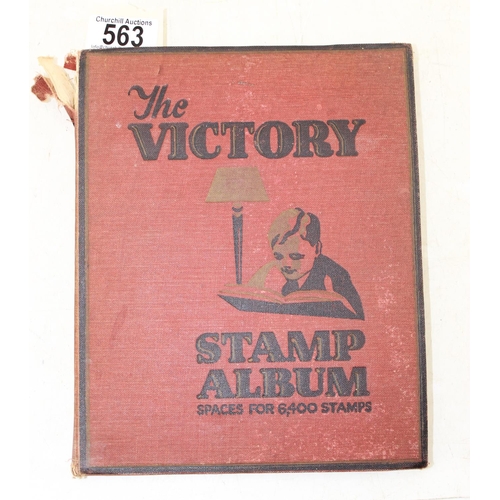 Churchill Auctions
563
The
VICTORY
STAMP
ALBUM
SPACES FOR 6,400 STAMPS